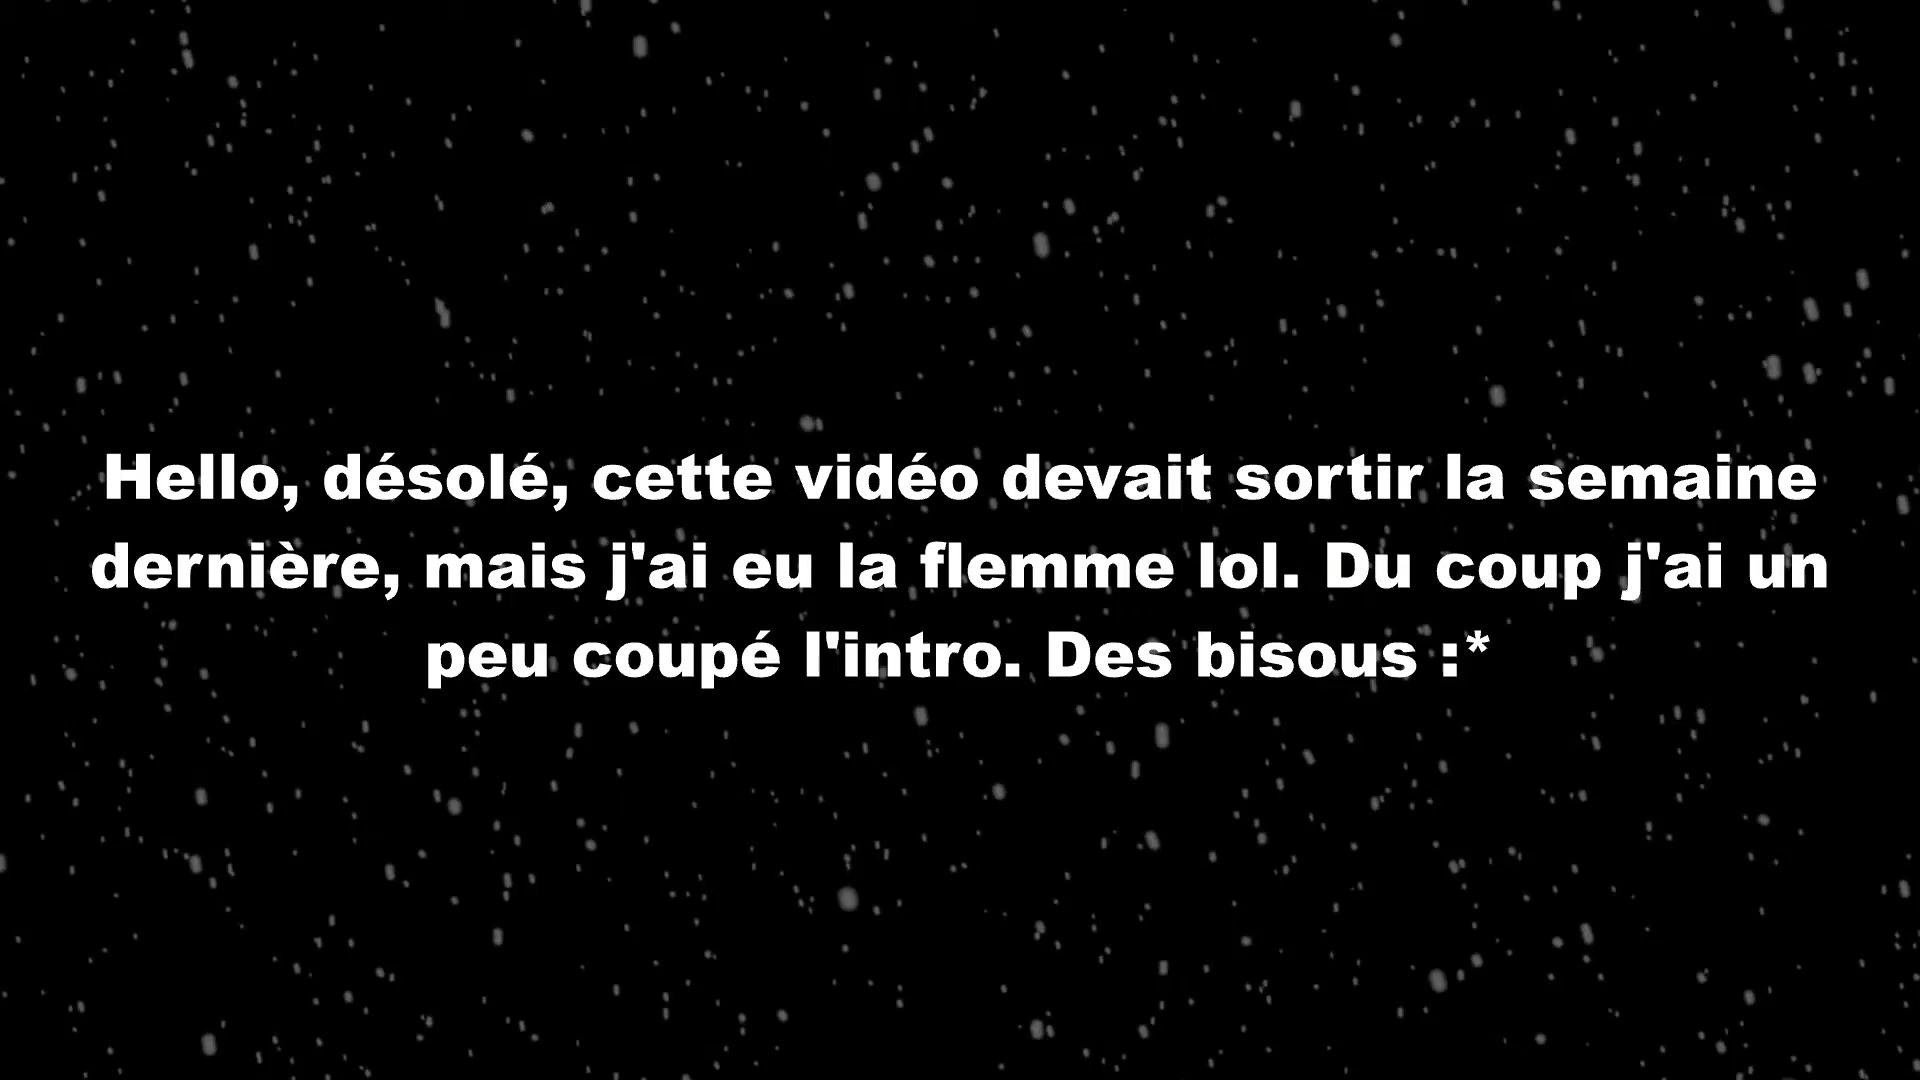 Hello, désolé, cette vidéo devait sortir la semaine
dernière, mais j'ai eu la flemme lol. Du coup j'ai un
peu coupé l'intro. Des bisous :*